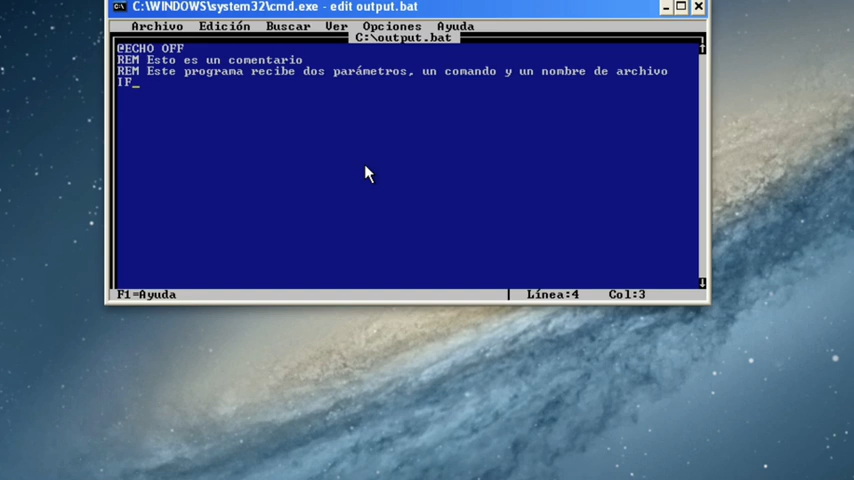 C:\WINDOWS\system32\cmd.exe - edit output.bat
Archivo Edición Buscar Ver Opciones Ayuda
C:\output.bat
@ECHO OFF
REM Esto es un comentario
REM Este programa recibe dos parámetros, un comando y un nombre de archivo
IF_
F1=Ayuda Línea:4 Col:3